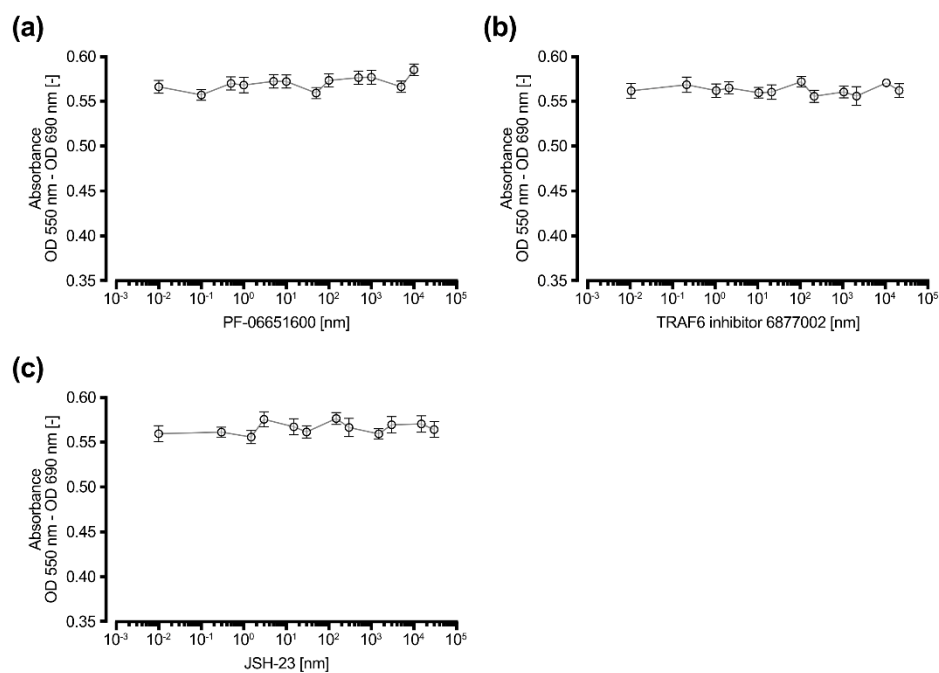 (a)
0.60
0.55
0.50
0.45
0.40
0.35
Absorbance
OD 550 nm - OD 690 nm [-]
10⁻³ 10⁻² 10⁻¹ 10⁰ 10¹ 10² 10³ 10⁴ 10⁵
PF-06651600 [nm]
(b)
0.60
0.55
0.50
0.45
0.40
0.35
Absorbance
OD 550 nm - OD 690 nm [-]
10⁻³ 10⁻² 10⁻¹ 10⁰ 10¹ 10² 10³ 10⁴ 10⁵
TRAF6 inhibitor 6877002 [nm]
(c)
0.60
0.55
0.50
0.45
0.40
0.35
Absorbance
OD 550 nm - OD 690 nm [-]
10⁻³ 10⁻² 10⁻¹ 10⁰ 10¹ 10² 10³ 10⁴ 10⁵
JSH-23 [nm]